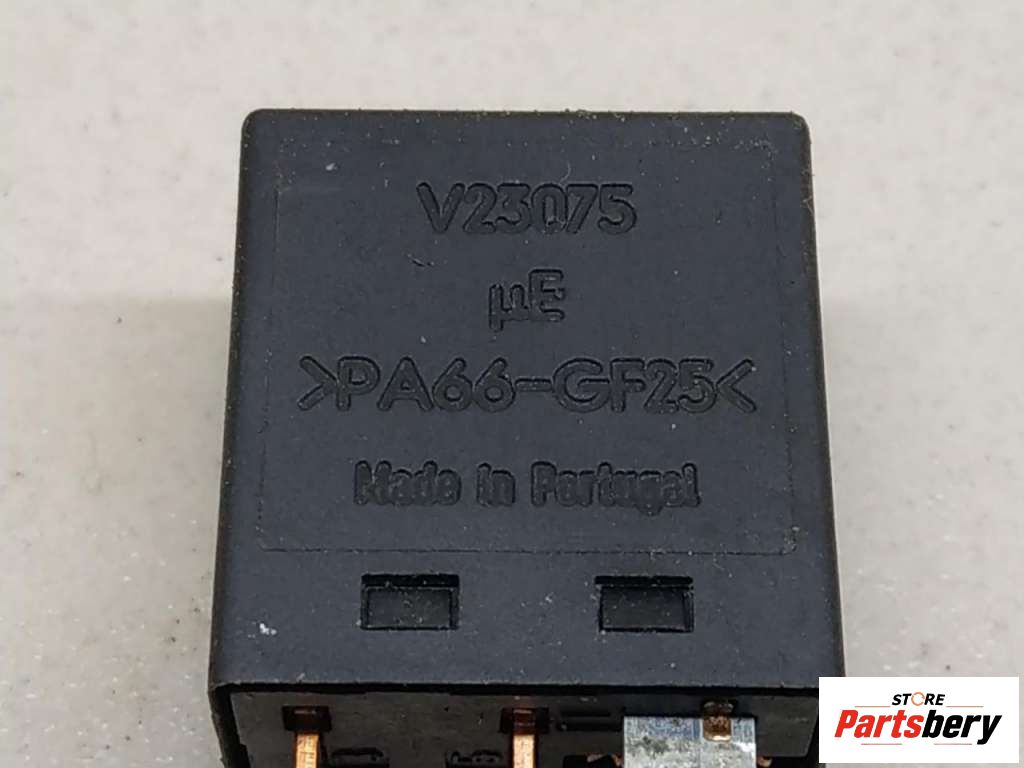 V23075
µE
>PA66-GF25<
Made in Portugal
STORE
Partsbery